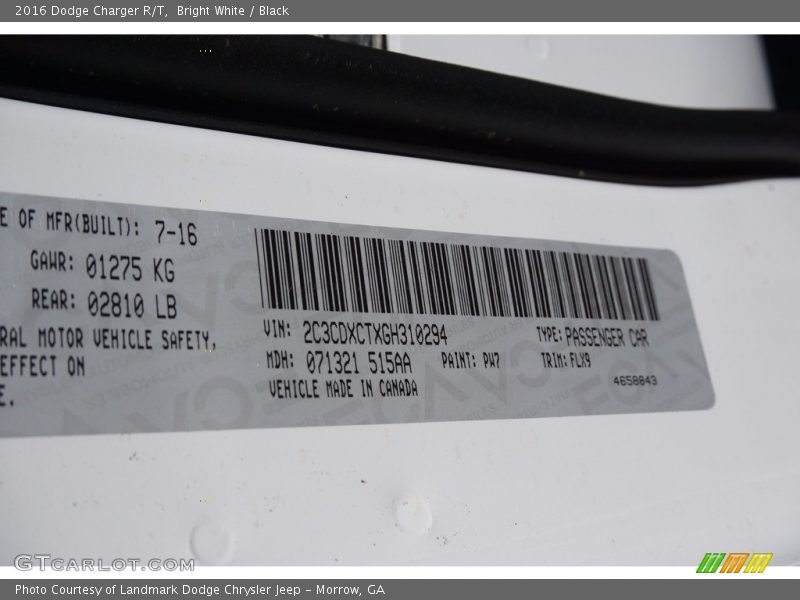 2016 Dodge Charger R/T, Bright White / Black
E OF MFR(BUILT): 7-16
GAWR: 01275 KG
REAR: 02810 LB
RAL MOTOR VEHICLE SAFETY,
EFFECT ON
E.
VIN: 2C3CDXCTXGH310294
TYPE: PASSENGER CAR
MDH: 071321 515AA
PAINT: PW7
TRIM: FLX9
VEHICLE MADE IN CANADA
4658843
GTcarlot.com
Photo Courtesy of Landmark Dodge Chrysler Jeep – Morrow, GA